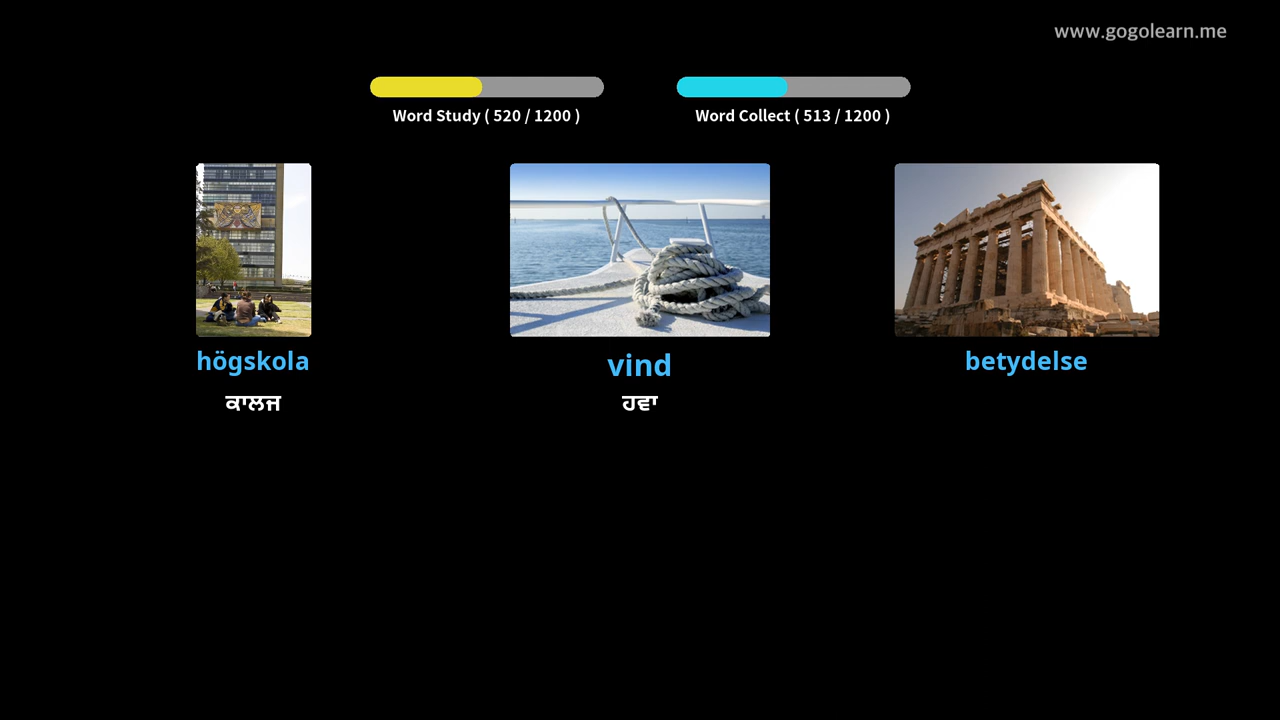 www.gogolearn.me
Word Study ( 520 / 1200 )
Word Collect ( 513 / 1200 )
högskola
vind
betydelse
ਕਾਲਜ
ਹਵਾ